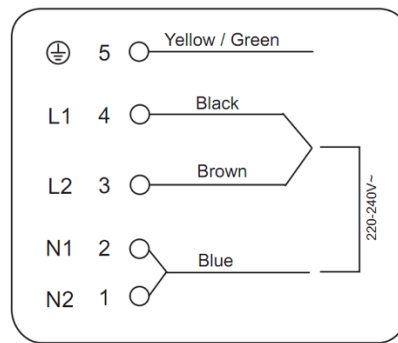 5 Yellow / Green
L1 4 Black
L2 3 Brown
N1 2
Blue
N2 1
220-240V~